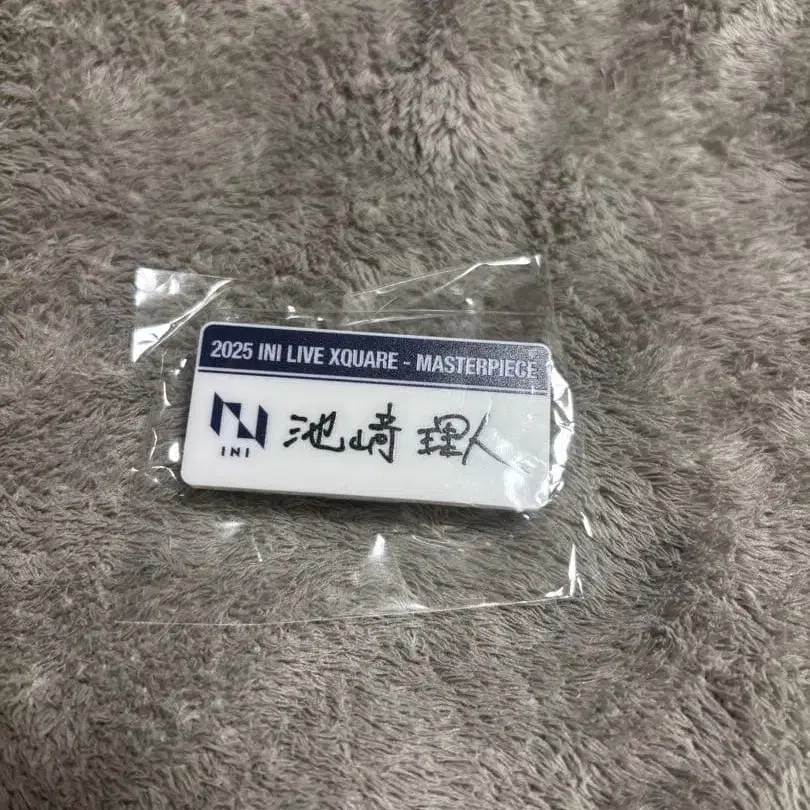 2025 INI LIVE XQUARE - MASTERPIECE
INI
池﨑 理人